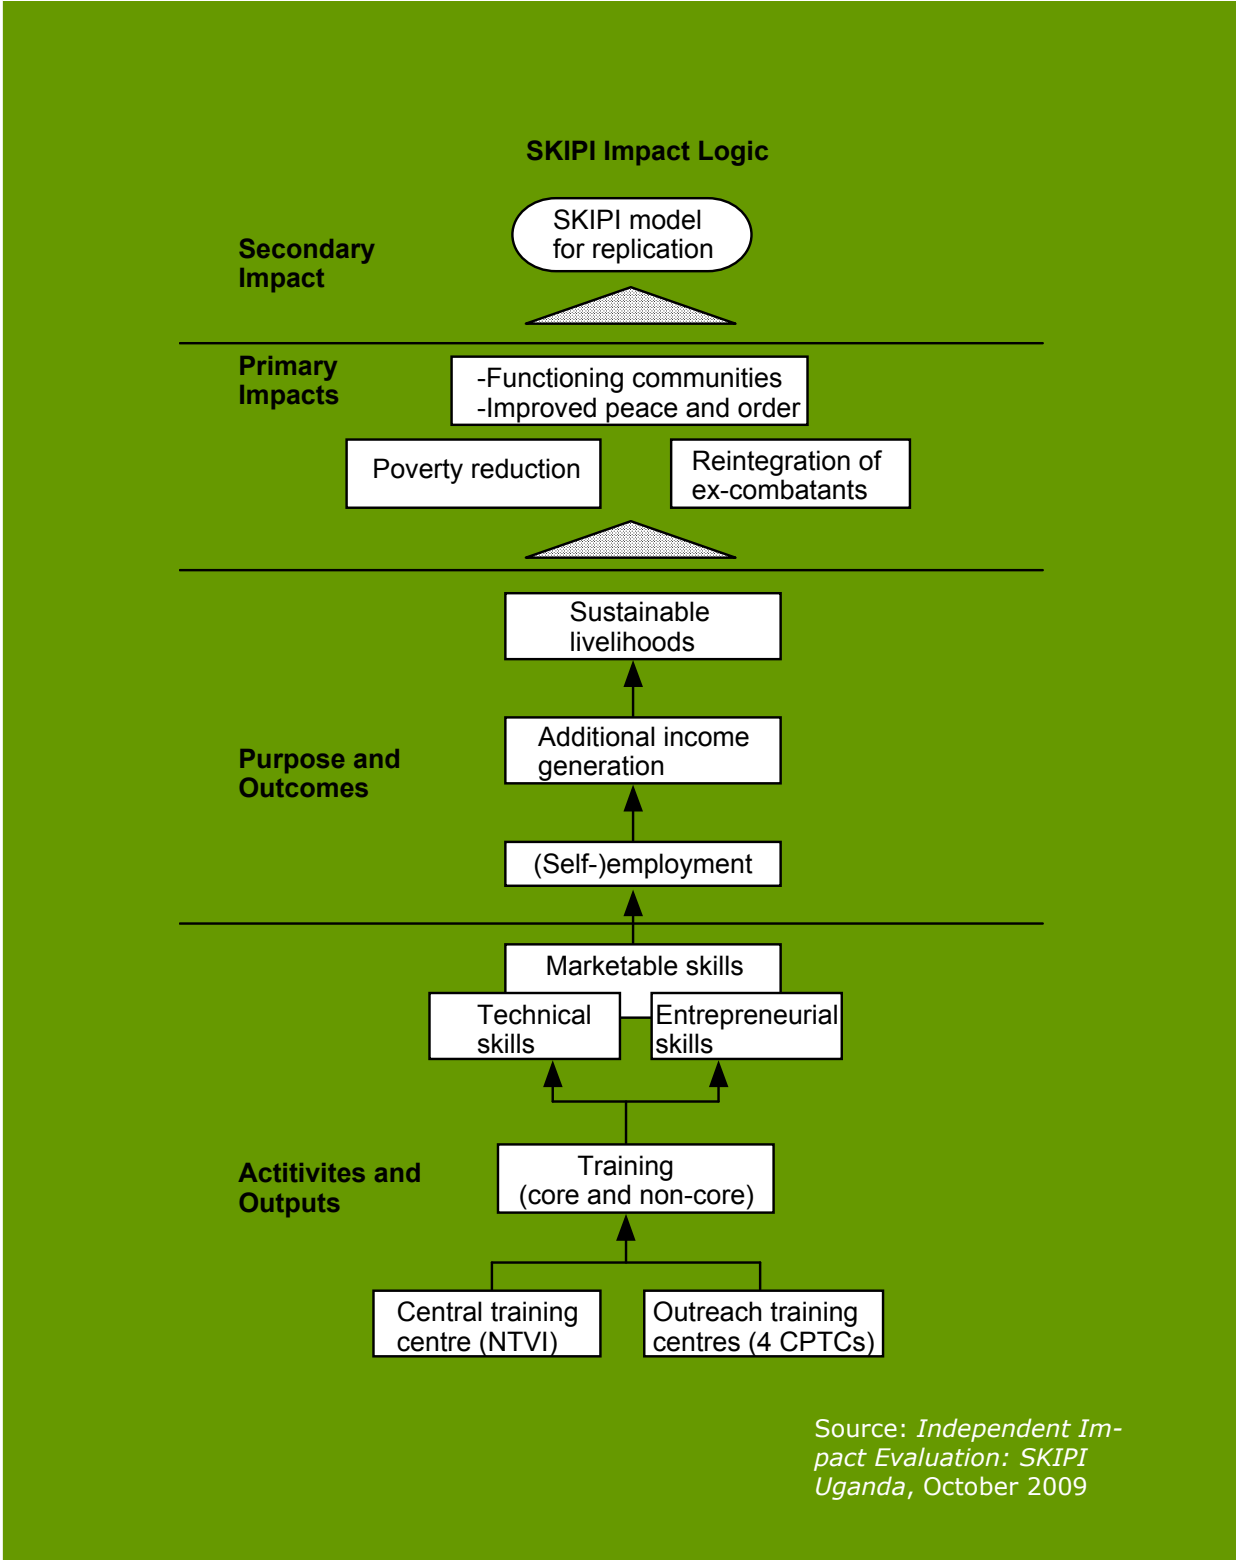 SKIPI Impact Logic
SKIPI model
for replication
Secondary
Impact
Primary
Impacts
-Functioning communities
-Improved peace and order
Poverty reduction
Reintegration of
ex-combatants
Sustainable
livelihoods
Additional income
generation
Purpose and
Outcomes
(Self-)employment
Marketable skills
Technical
skills
Entrepreneurial
skills
Training
(core and non-core)
Actitivites and
Outputs
Central training
centre (NTVI)
Outreach training
centres (4 CPTCs)
Source: Independent Im-
pact Evaluation: SKIPI
Uganda, October 2009